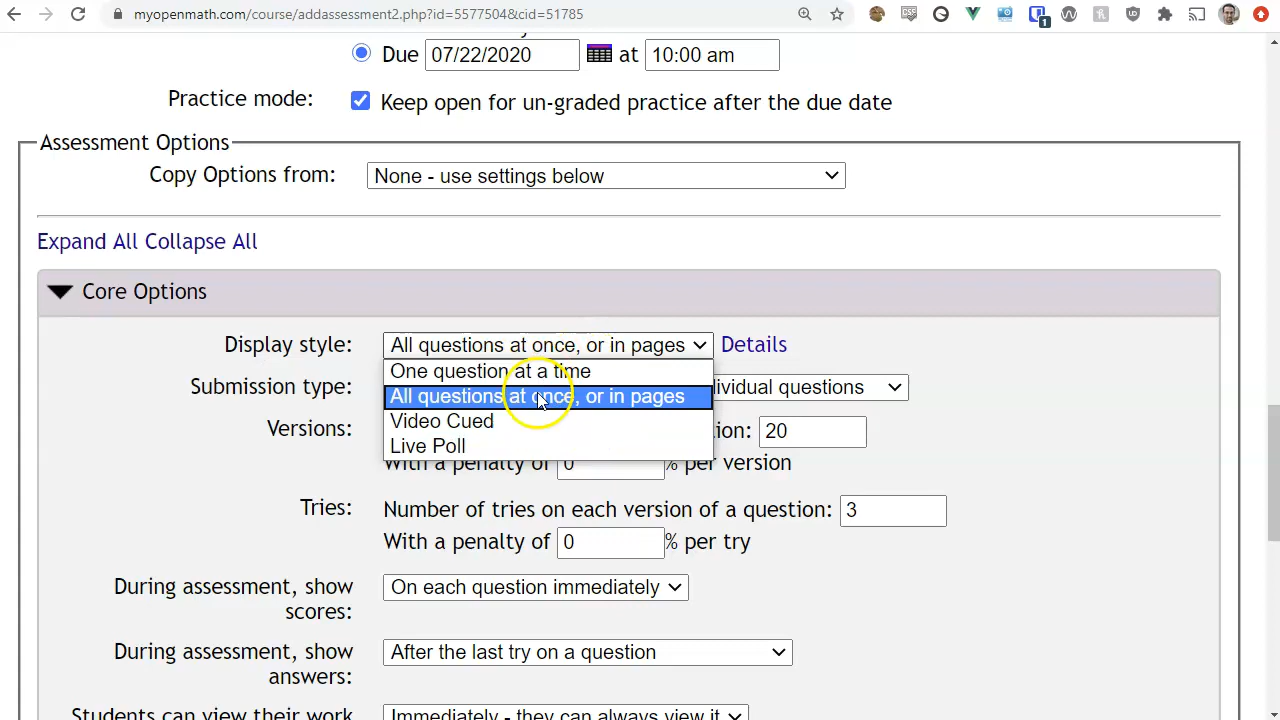 myopenmath.com/course/addassessment2.php?id=5577504&cid=51785
Due 07/22/2020 at 10:00 am
Practice mode: Keep open for un-graded practice after the due date
Assessment Options
Copy Options from: None - use settings below
Expand All Collapse All
Core Options
Display style: All questions at once, or in pages Details
One question at a time
Submission type: dividual questions
All questions at once, or in pages
Video Cued
Versions: ion: 20
Live Poll
With a penalty of 0 % per version
Tries: Number of tries on each version of a question: 3
With a penalty of 0 % per try
During assessment, show scores: On each question immediately
During assessment, show answers: After the last try on a question
Students can view their work Immediately - they can always view it